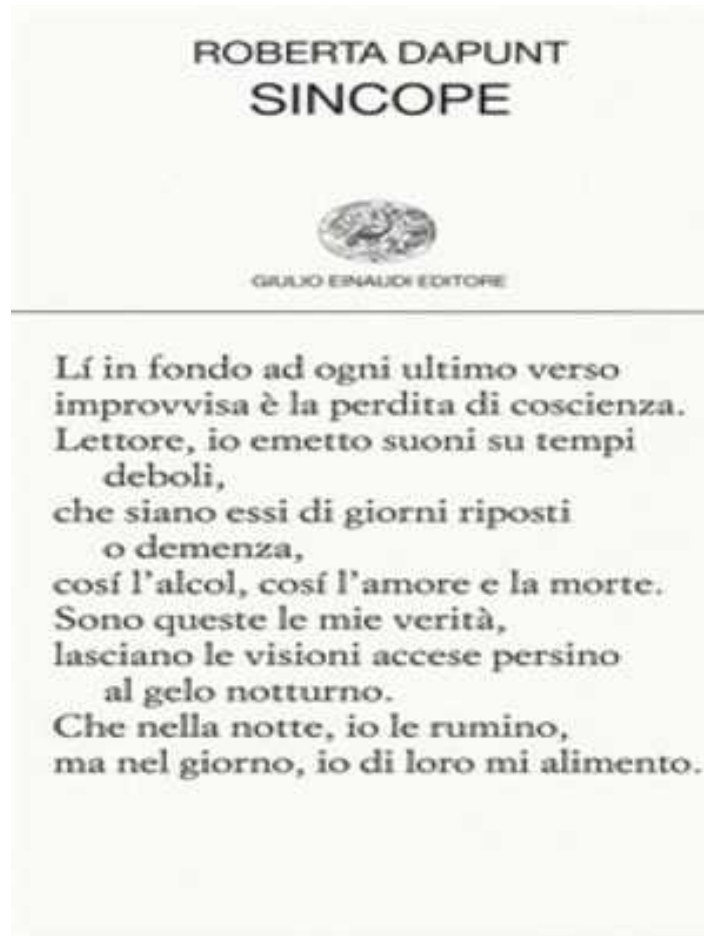 ROBERTA DAPUNT
SINCOPE
GIULIO EINAUDI EDITORE
Lí in fondo ad ogni ultimo verso
improvvisa è la perdita di coscienza.
Lettore, io emetto suoni su tempi
deboli,
che siano essi di giorni riposti
o demenza,
cosí l'alcol, cosí l'amore e la morte.
Sono queste le mie verità,
lasciano le visioni accese persino
al gelo notturno.
Che nella notte, io le rumino,
ma nel giorno, io di loro mi alimento.